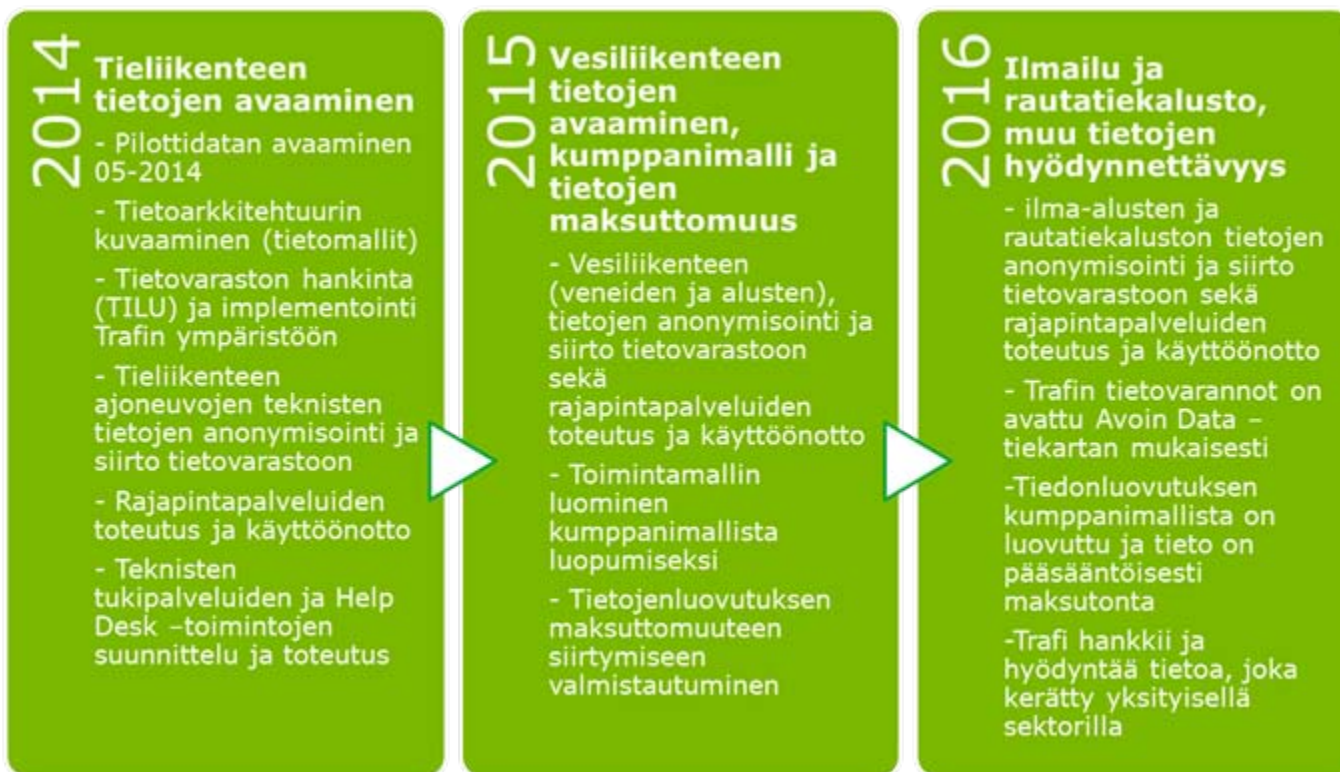 2014
Tieliikenteen
tietojen avaaminen
- Pilottidatan avaaminen
05-2014
- Tietoarkkitehtuurin
kuvaaminen (tietomallit)
- Tietovaraston hankinta
(TILU) ja implementointi
Trafin ympäristöön
- Tieliikenteen
ajoneuvojen teknisten
tietojen anonymisointi ja
siirto tietovarastoon
- Rajapintapalveluiden
toteutus ja käyttöönotto
- Teknisten
tukipalveluiden ja Help
Desk –toimintojen
suunnittelu ja toteutus
2015
Vesiliikenteen
tietojen
avaaminen,
kumppanimalli ja
tietojen
maksuttomuus
- Vesiliikenteen
(veneiden ja alusten),
tietojen anonymisointi ja
siirto tietovarastoon
sekä
rajapintapalveluiden
toteutus ja käyttöönotto
- Toimintamallin
luominen
kumppanimallista
luopumiseksi
- Tietojenluovutuksen
maksuttomuuteen
siirtymiseen
valmistautuminen
2016
Ilmailu ja
rautatiekalusto,
muu tietojen
hyödynnettävyys
- ilma-alusten ja
rautatiekaluston tietojen
anonymisointi ja siirto
tietovarastoon sekä
rajapintapalveluiden
toteutus ja käyttöönotto
- Trafin tietovarannot on
avattu Avoin Data –
tiekartan mukaisesti
-Tiedonluovutuksen
kumppanimallista on
luovuttu ja tieto on
pääsääntöisesti
maksutonta
-Trafi hankkii ja
hyödyntää tietoa, joka
kerätty yksityisellä
sektorilla